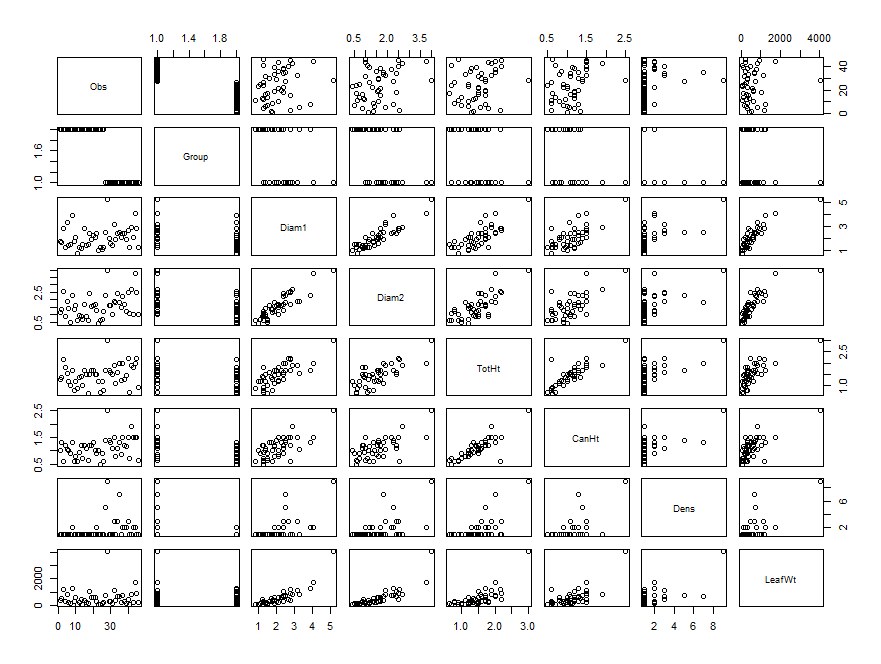 1.0 1.4 1.8 0.5 2.0 3.5 0.5 1.5 2.5 0 2000 4000
Obs
0 20 40
1.0 1.6
Group
Diam1
1 3 5
0.5 2.5
Diam2
TotHt
1.0 2.5
0.5 1.5 2.5
CanHt
Dens
2 6
0 2000
LeafWt
0 10 30
1 2 3 4 5
1.0 2.0 3.0
2 4 6 8